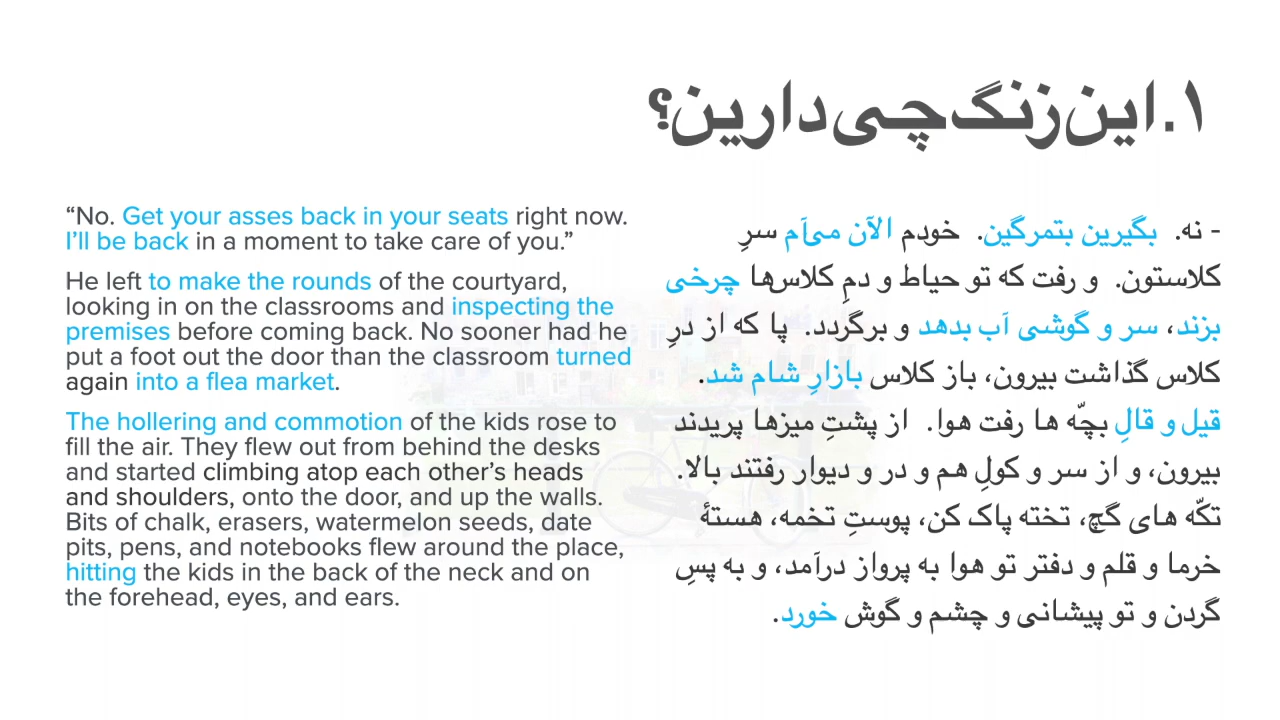 ۱. این زنگ چی دارین؟
“No. Get your asses back in your seats right now.
I’ll be back in a moment to take care of you.”
He left to make the rounds of the courtyard,
looking in on the classrooms and inspecting the
premises before coming back. No sooner had he
put a foot out the door than the classroom turned
again into a flea market.
The hollering and commotion of the kids rose to
fill the air. They flew out from behind the desks
and started climbing atop each other’s heads
and shoulders, onto the door, and up the walls.
Bits of chalk, erasers, watermelon seeds, date
pits, pens, and notebooks flew around the place,
hitting the kids in the back of the neck and on
the forehead, eyes, and ears.
- نه. بگیرین بتمرگین. خودم الآن می‌آم سرِ
کلاستون. و رفت که تو حیاط و دمِ کلاس‌ها چرخی
بزند، سر و گوشی آب بدهد و برگردد. پا که از درِ
کلاس گذاشت بیرون، باز کلاس بازارِ شام شد.
قیل و قالِ بچّه ها رفت هوا. از پشتِ میزها پریدند
بیرون، و از سر و کولِ هم و در و دیوار رفتند بالا.
تکّه های گچ، تخته پاک کن، پوستِ تخمه، هستهٔ
خرما و قلم و دفتر تو هوا به پرواز درآمد، و به پسِ
گردن و تو پیشانی و چشم و گوش خورد.